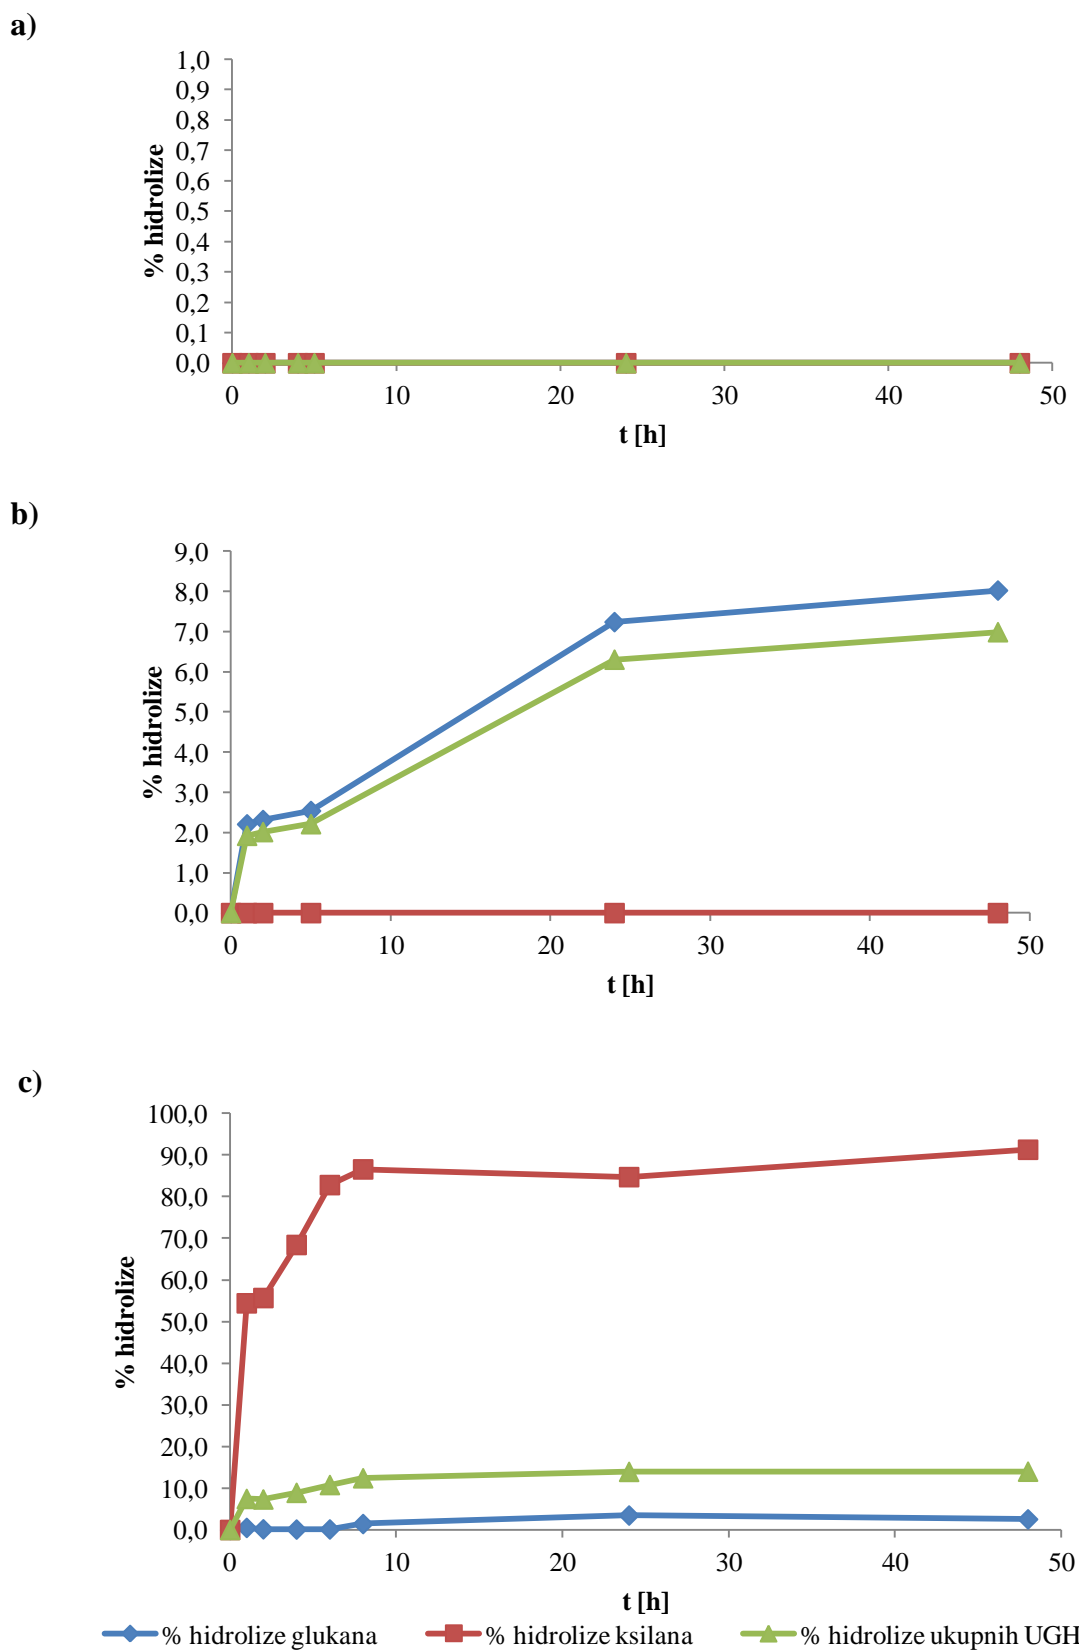 a)
1,0
0,9
0,8
0,7
0,6
0,5
0,4
0,3
0,2
0,1
0,0
% hidrolize
0 10 20 30 40 50
t [h]
b)
9,0
8,0
7,0
6,0
5,0
4,0
3,0
2,0
1,0
0,0
% hidrolize
0 10 20 30 40 50
t [h]
c)
100,0
90,0
80,0
70,0
60,0
50,0
40,0
30,0
20,0
10,0
0,0
% hidrolize
0 10 20 30 40 50
t [h]
% hidrolize glukana % hidrolize ksilana % hidrolize ukupnih UGH